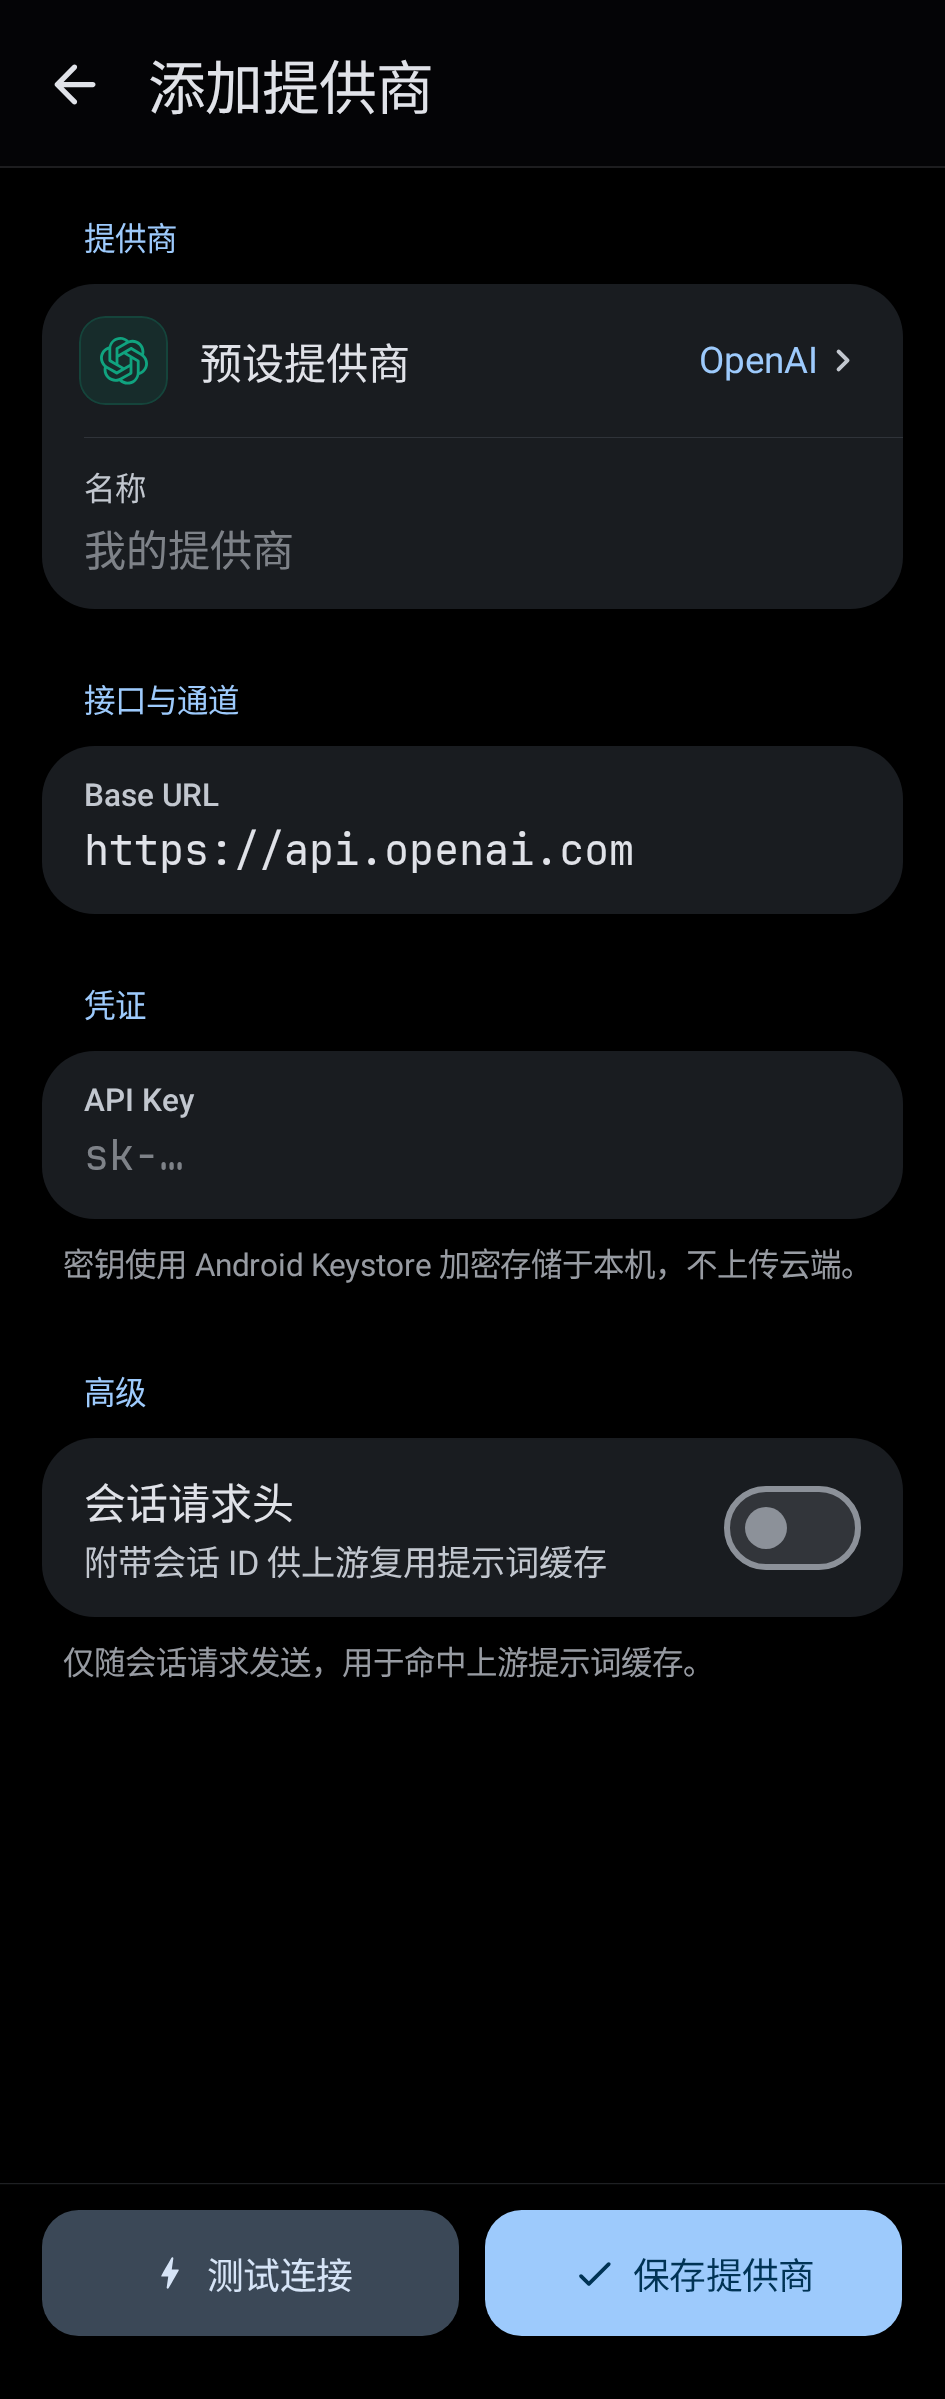 添加提供商
提供商
预设提供商 OpenAI
名称
我的提供商
接口与通道
Base URL
https://api.openai.com
凭证
API Key
sk-…
密钥使用 Android Keystore 加密存储于本机，不上传云端。
高级
会话请求头
附带会话 ID 供上游复用提示词缓存
仅随会话请求发送，用于命中上游提示词缓存。
测试连接 保存提供商